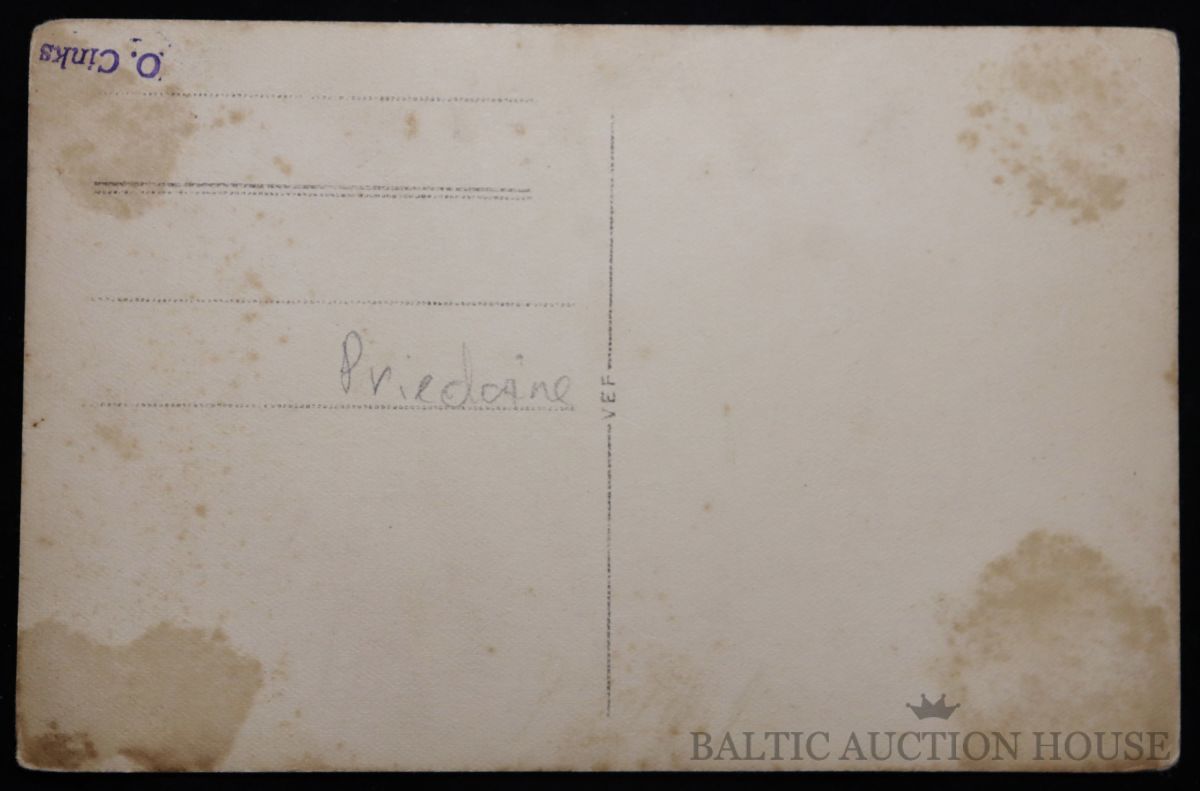 O. Cinks
Priedaine
VEF
BALTIC AUCTION HOUSE